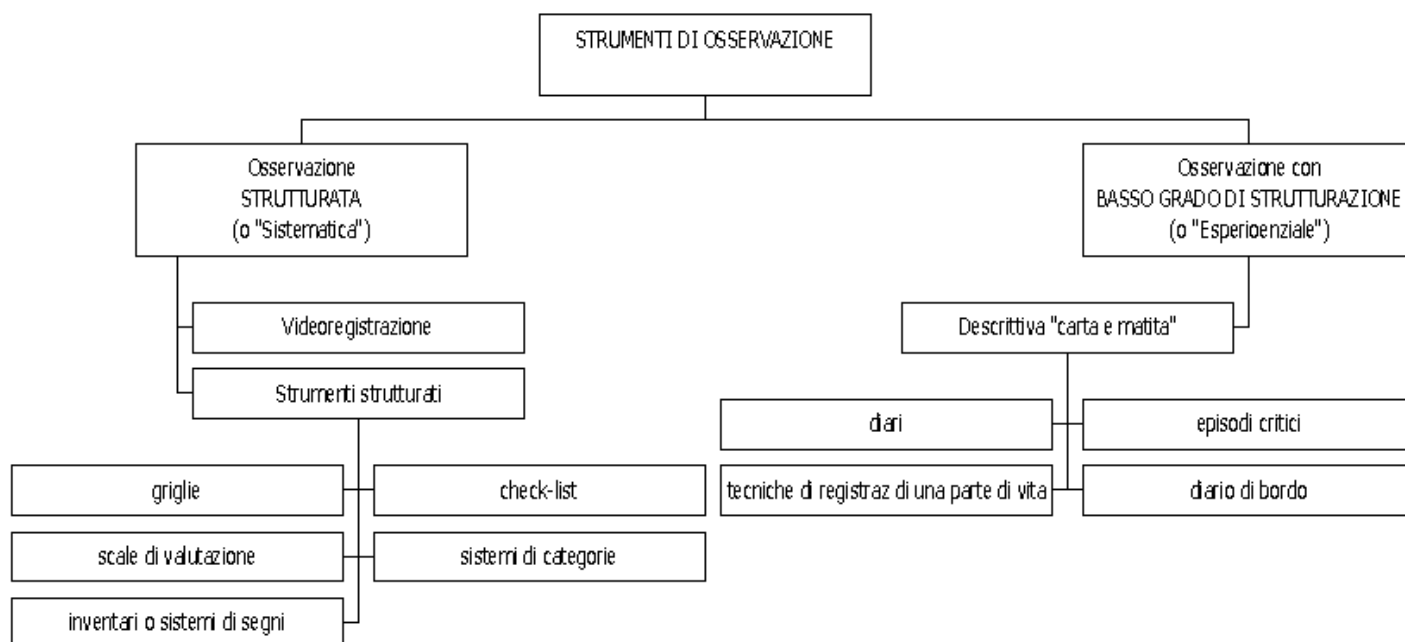 STRUMENTI DI OSSERVAZIONE
Osservazione
STRUTTURATA
(o "Sistematica")
Osservazione con
BASSO GRADO DI STRUTTURAZIONE
(o "Esperioenziale")
Videoregistrazione
Descrittiva "carta e matita"
Strumenti strutturati
diari
episodi critici
griglie
check-list
tecniche di registraz di una parte di vita
diario di bordo
scale di valutazione
sistemi di categorie
inventari o sistemi di segni